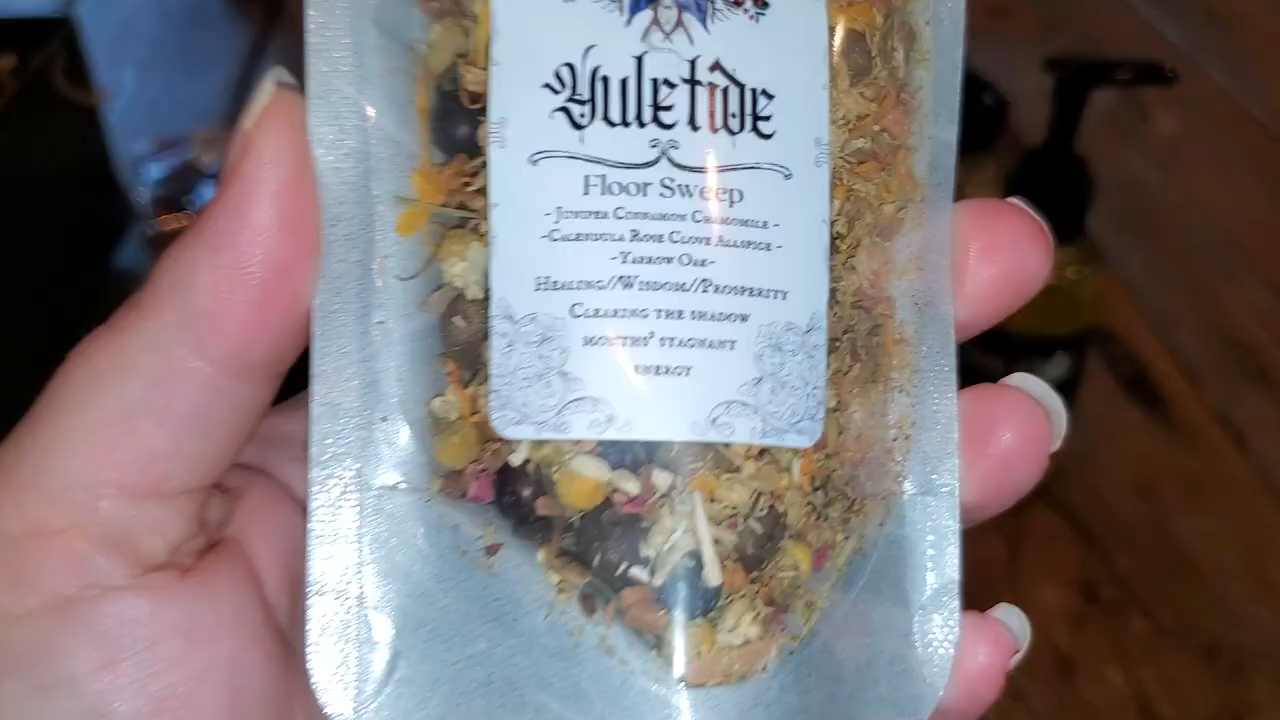 Yuletide
Floor Sweep
- Juniper Cinnamon Chamomile -
-Calendula Rose Clove Allspice -
-Yarrow Oak-
Healing//Wisdom//Prosperity
Clearing the shadow
months' stagnant
energy